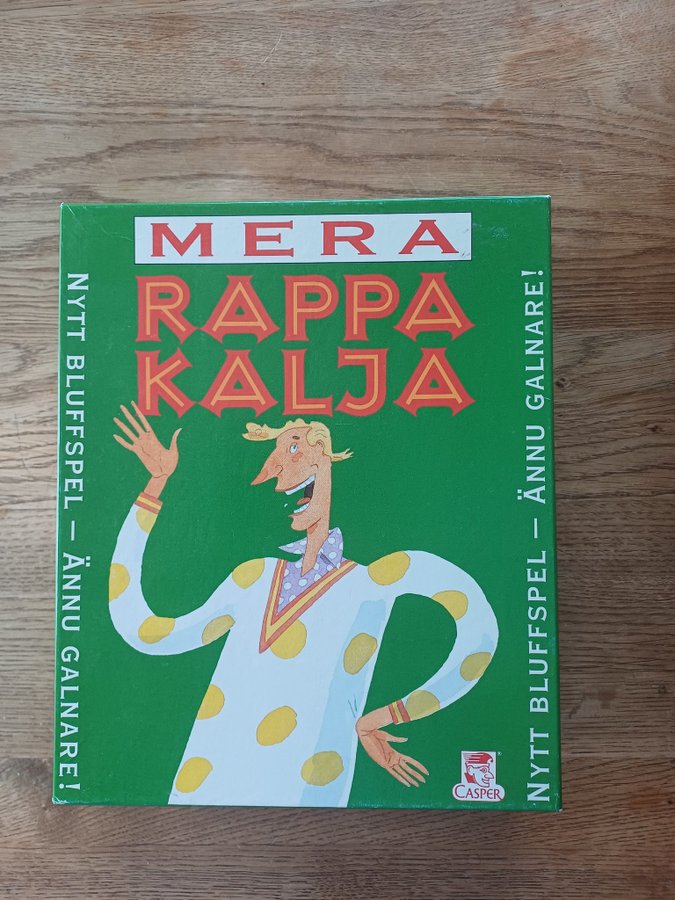 MERA
RAPPA
KALJA
NYTT BLUFFSPEL – ÄNNU GALNARE!
NYTT BLUFFSPEL – ÄNNU GALNARE!
CASPER